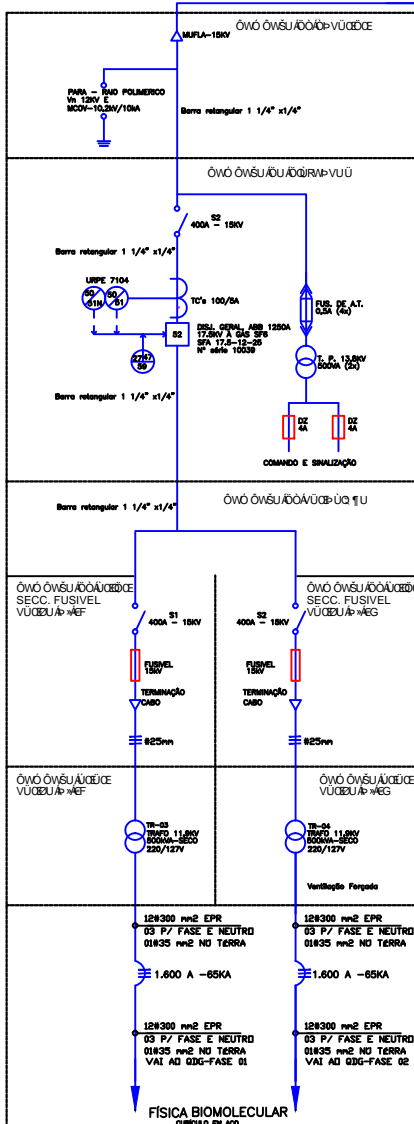 MUFLA-15KV
PARA - RAIO POLIMERICO
Vn 12KV E
MCOV-10,2kV/10kA
Barra retangular 1 1/4" x1/4"
S2
400A - 15KV
Barra retangular 1 1/4" x1/4"
URPE 7104
50
51N
50
51
TC's 100/5A
FUS. DE A.T.
0,5A (4x)
52
DISJ. GERAL, ABB 1250A
17.5KV À GAS SF6
SFA 17.5-12-25
N° série 10039
27/47
59
T. P. 13,8KV
500VA (2x)
Barra retangular 1 1/4" x1/4"
DZ
4A
DZ
4A
COMANDO E SINALIZAÇÃO
Barra retangular 1 1/4" x1/4"
SECC. FUSIVEL
SECC. FUSIVEL
S1
400A - 15KV
S2
400A - 15KV
FUSIVEL
15kV
FUSIVEL
15kV
TERMINAÇÃO
CABO
TERMINAÇÃO
CABO
#25mm
#25mm
TR-03
TRAFO 11,9KV
500kVA-SECO
220/127V
TR-04
TRAFO 11,9KV
500kVA-SECO
220/127V
Ventilação Forçada
12#300 mm2 EPR
03 P/ FASE E NEUTRO
01#35 mm2 NO TERRA
12#300 mm2 EPR
03 P/ FASE E NEUTRO
01#35 mm2 NO TERRA
1.600 A -65KA
1.600 A -65KA
12#300 mm2 EPR
03 P/ FASE E NEUTRO
01#35 mm2 NO TERRA
VAI AO QDG-FASE 01
12#300 mm2 EPR
03 P/ FASE E NEUTRO
01#35 mm2 NO TERRA
VAI AO QDG-FASE 02
FÍSICA BIOMOLECULAR
CUBÍCULO EM AÇO